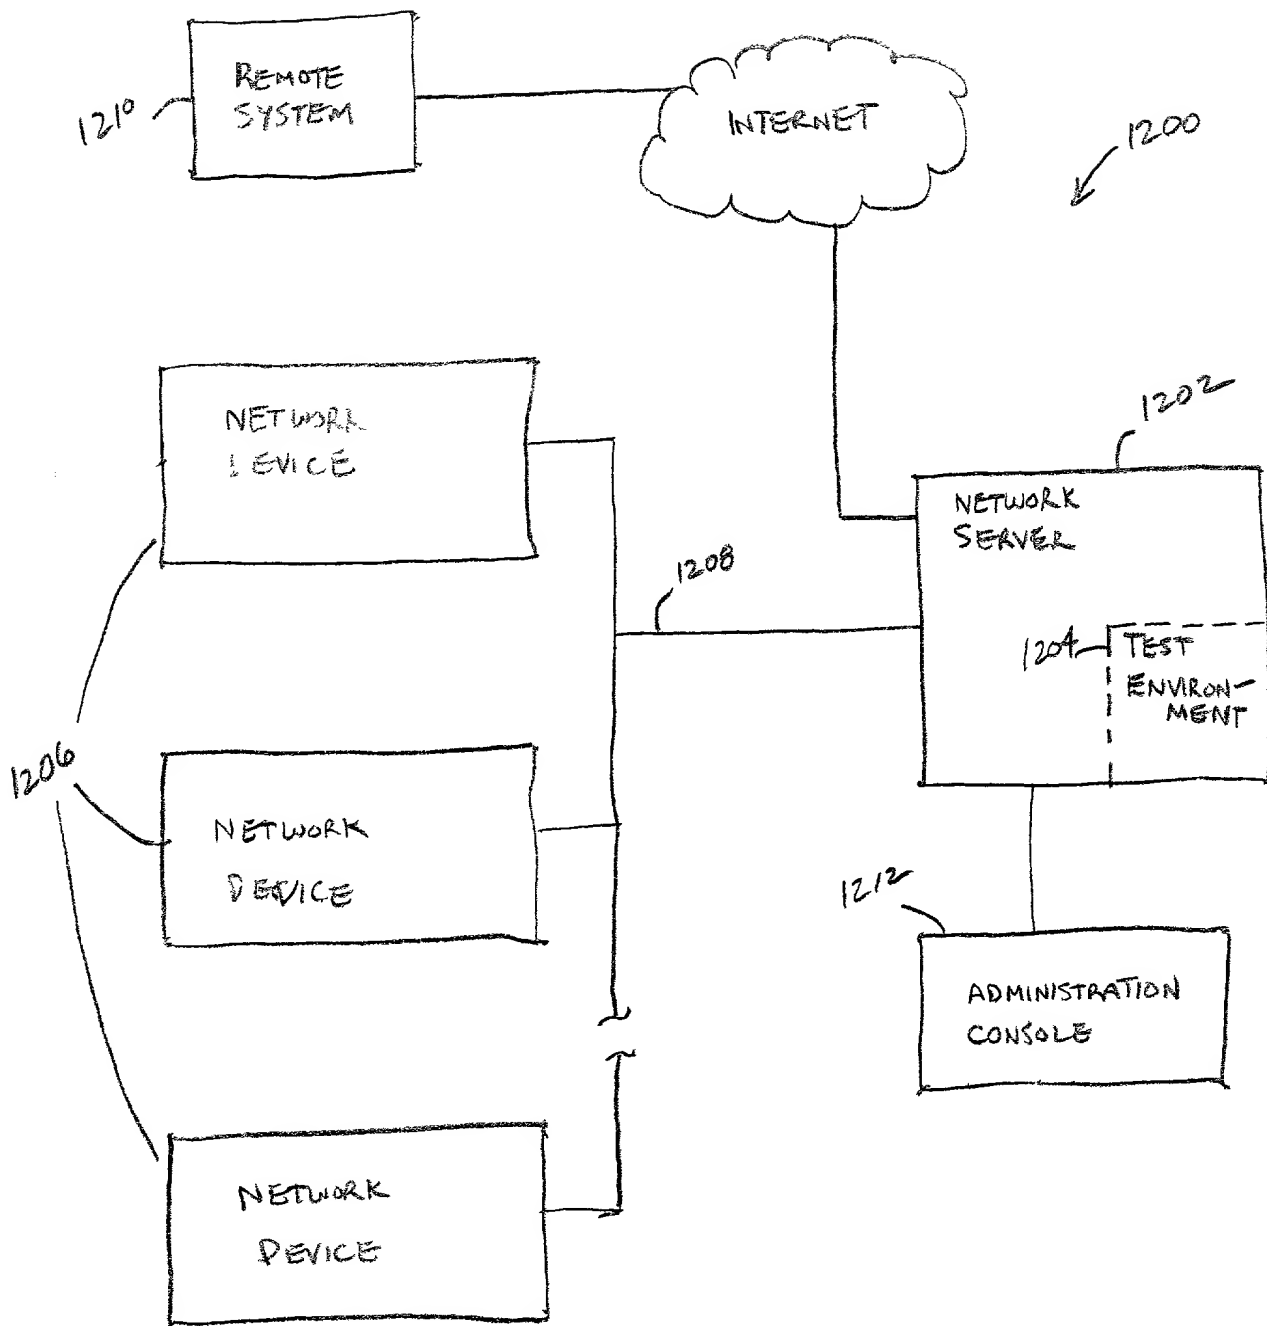 REMOTE
SYSTEM
1210
INTERNET
1200
NETWORK
DEVICE
1202
NETWORK
SERVER
1208
1204
TEST
ENVIRON-
MENT
1206
NETWORK
DEVICE
1212
ADMINISTRATION
CONSOLE
NETWORK
DEVICE